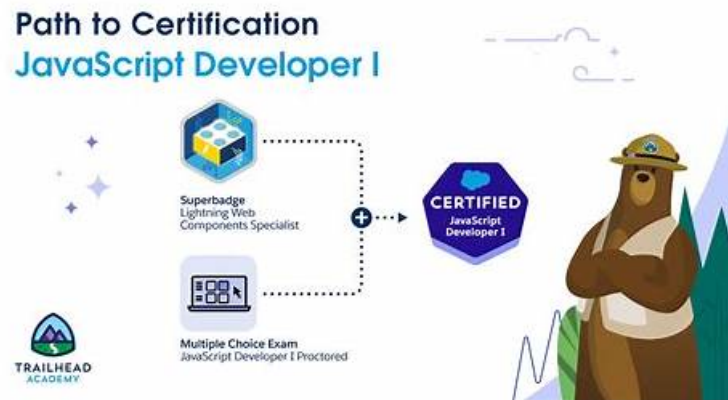 Path to Certification
JavaScript Developer I
Superbadge
Lightning Web
Components Specialist
CERTIFIED
JavaScript
Developer I
Multiple Choice Exam
JavaScript Developer I Proctored
TRAILHEAD
ACADEMY